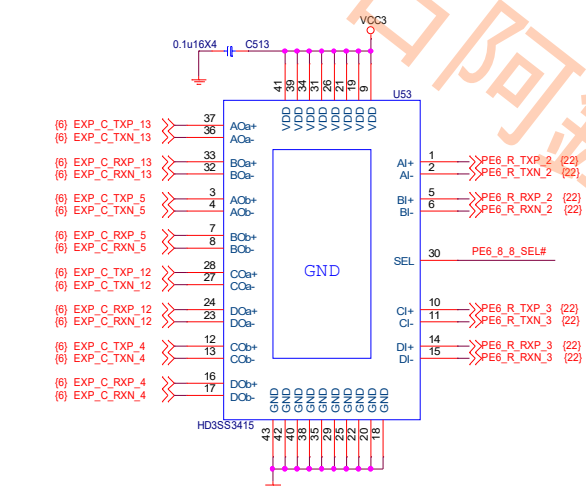 VCC3
0.1u16X4 C513
41 39 34 31 26 21 19 9
U53
VDD VDD VDD VDD VDD VDD VDD VDD
{6} EXP_C_TXP_13 37 AOa+
{6} EXP_C_TXN_13 36 AOa-
{6} EXP_C_RXP_13 33 BOa+
{6} EXP_C_RXN_13 32 BOa-
{6} EXP_C_TXP_5 3 AOb+
{6} EXP_C_TXN_5 4 AOb-
{6} EXP_C_RXP_5 7 BOb+
{6} EXP_C_RXN_5 8 BOb-
{6} EXP_C_TXP_12 28 COa+
{6} EXP_C_TXN_12 27 COa-
{6} EXP_C_RXP_12 24 DOa+
{6} EXP_C_RXN_12 23 DOa-
{6} EXP_C_TXP_4 12 COb+
{6} EXP_C_TXN_4 13 COb-
{6} EXP_C_RXP_4 16 DOb+
{6} EXP_C_RXN_4 17 DOb-
GND
AI+ 1 PE6_R_TXP_2 {22}
AI- 2 PE6_R_TXN_2 {22}
BI+ 5 PE6_R_RXP_2 {22}
BI- 6 PE6_R_RXN_2 {22}
SEL 30 PE6_8_8_SEL#
CI+ 10 PE6_R_TXP_3 {22}
CI- 11 PE6_R_TXN_3 {22}
DI+ 14 PE6_R_RXP_3 {22}
DI- 15 PE6_R_RXN_3 {22}
GND GND GND GND GND GND GND GND GND GND
HD3SS3415
43 42 40 38 35 29 25 22 20 18